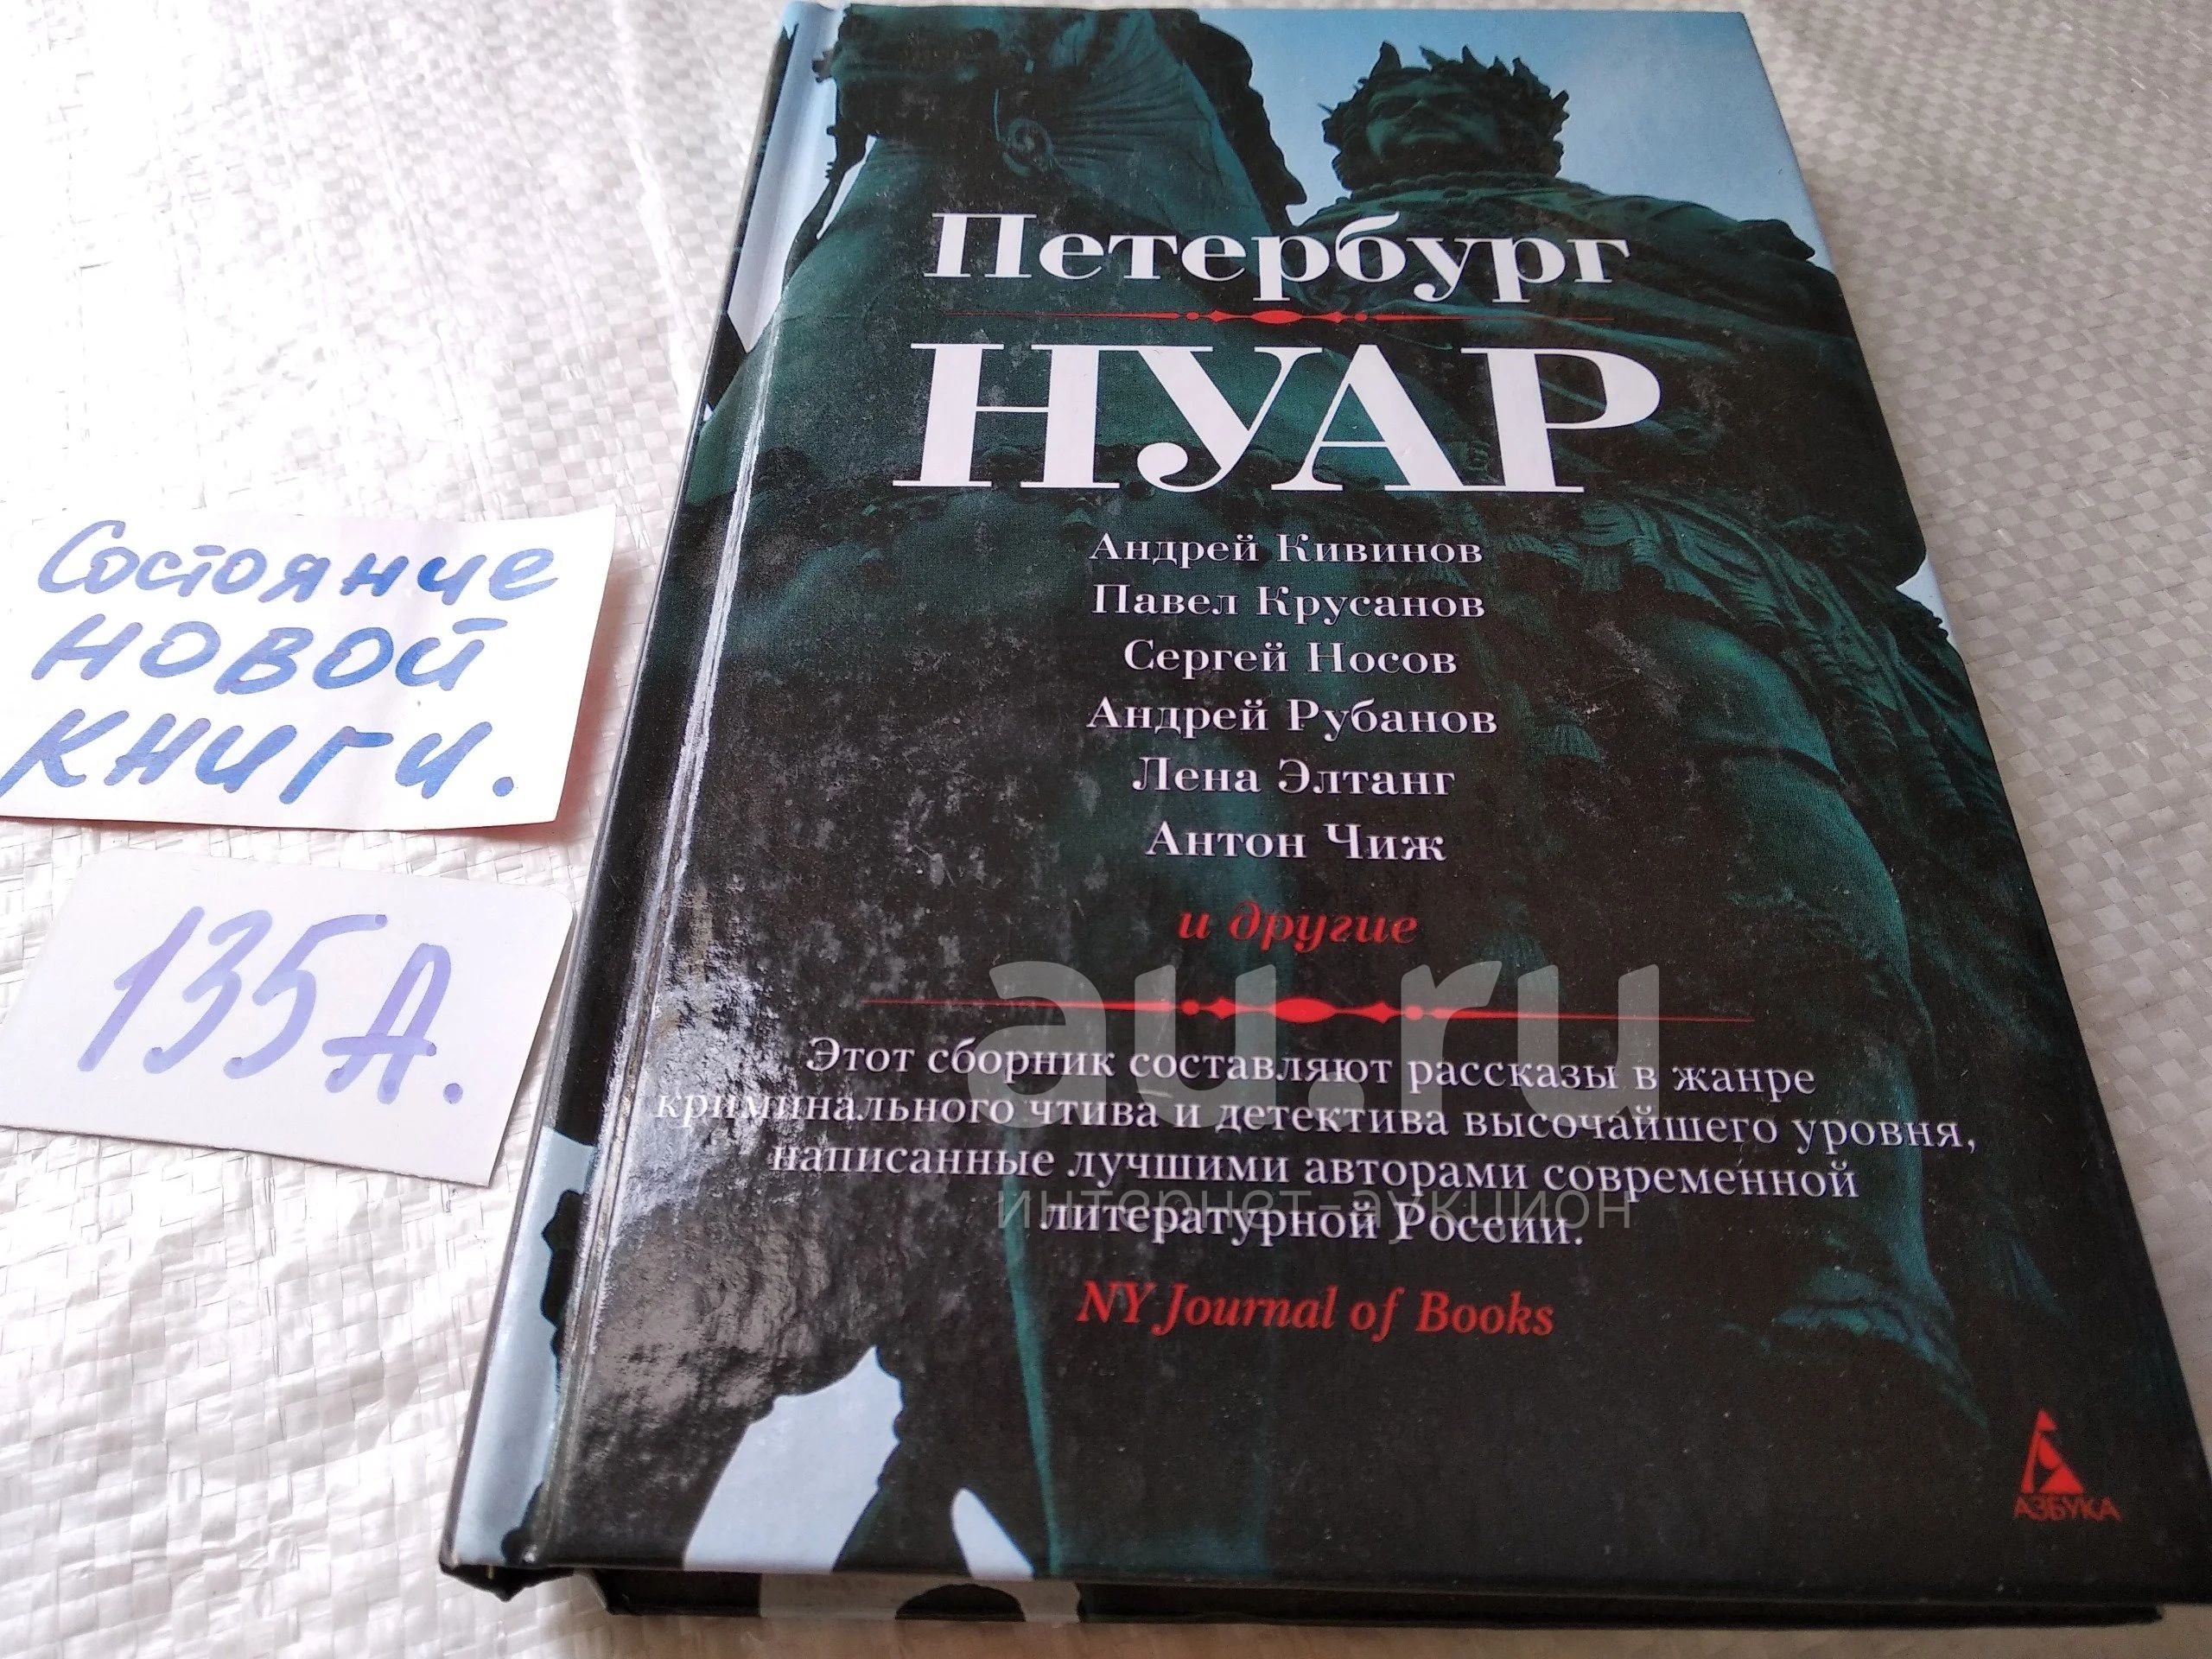 Петербург
НУАР
Андрей Кивинов
Павел Крусанов
Сергей Носов
Андрей Рубанов
Лена Элтанг
Антон Чиж
и другие
Этот сборник составляют рассказы в жанре
криминального чтива и детектива высочайшего уровня,
написанные лучшими авторами современной
литературной России.
NY Journal of Books
АЗБУКА
Состояние
новой
книги.
135А.
au.ru
интернет-аукцион